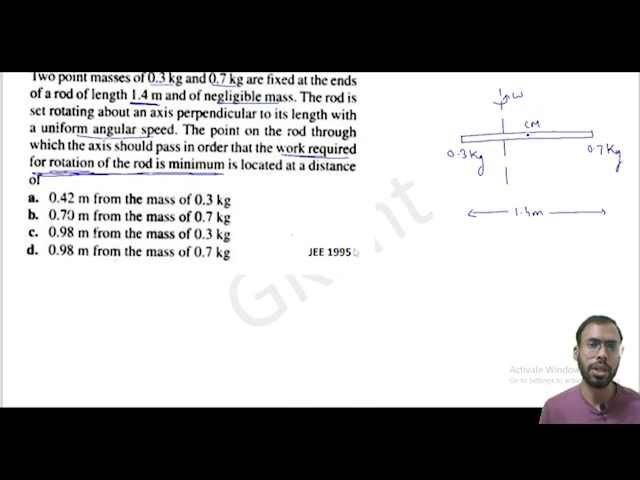 Two point masses of 0.3 kg and 0.7 kg are fixed at the ends
of a rod of length 1.4 m and of negligible mass. The rod is
set rotating about an axis perpendicular to its length with
a uniform angular speed. The point on the rod through
which the axis should pass in order that the work required
for rotation of the rod is minimum is located at a distance
of
a. 0.42 m from the mass of 0.3 kg
b. 0.70 m from the mass of 0.7 kg
c. 0.98 m from the mass of 0.3 kg
d. 0.98 m from the mass of 0.7 kg
JEE 1995
ω
CM
0.3 kg
0.7 kg
1.4m
Activate Window
Go to Settings to